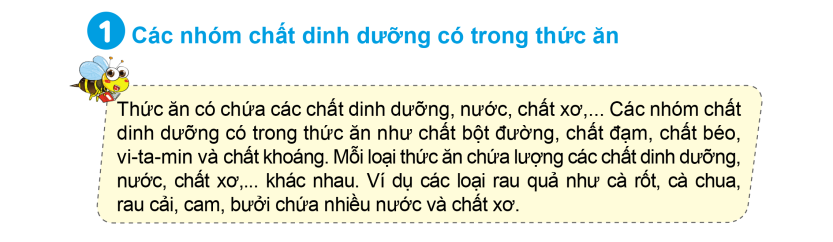 1 Các nhóm chất dinh dưỡng có trong thức ăn
Thức ăn có chứa các chất dinh dưỡng, nước, chất xơ,... Các nhóm chất
dinh dưỡng có trong thức ăn như chất bột đường, chất đạm, chất béo,
vi-ta-min và chất khoáng. Mỗi loại thức ăn chứa lượng các chất dinh dưỡng,
nước, chất xơ,... khác nhau. Ví dụ các loại rau quả như cà rốt, cà chua,
rau cải, cam, bưởi chứa nhiều nước và chất xơ.